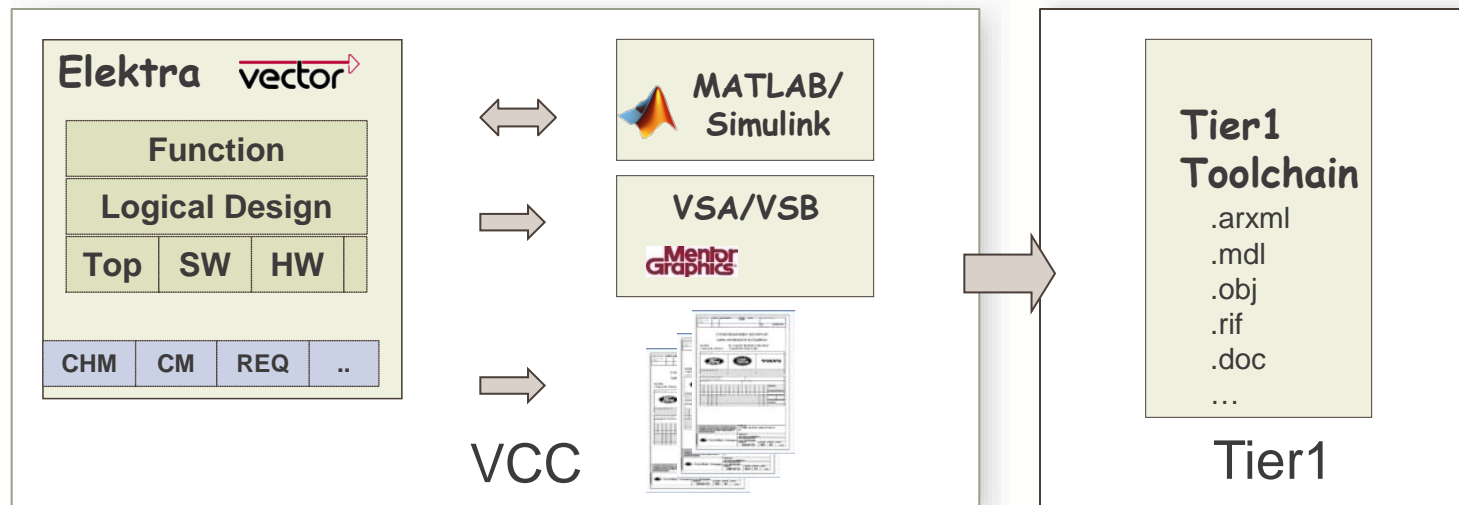 Elektra
vector
Function
Logical Design
Top SW HW
CHM CM REQ ..
MATLAB/
Simulink
VSA/VSB
Mentor
Graphics
VOLVO
VCC
Tier1
Toolchain
.arxml
.mdl
.obj
.rif
.doc
…
Tier1